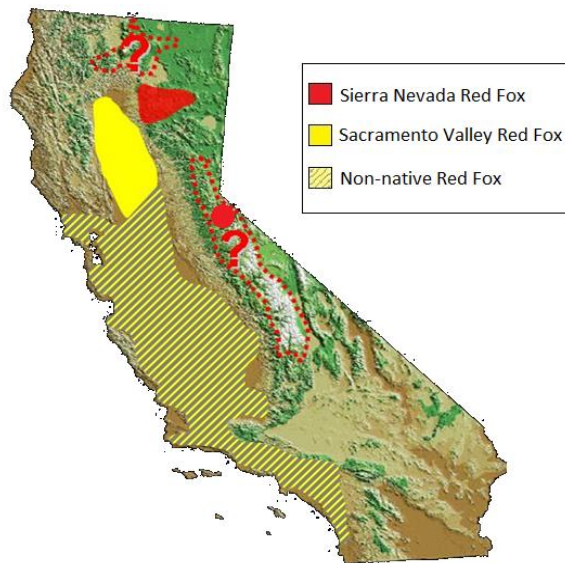 ?
Sierra Nevada Red Fox
Sacramento Valley Red Fox
Non-native Red Fox
?